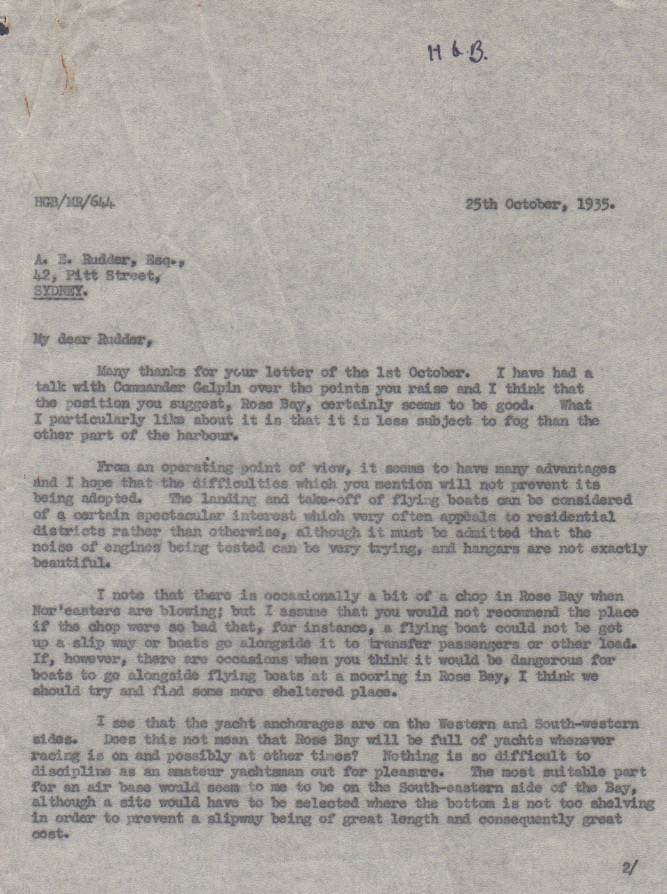 H G B.
HGB/MR/644
25th October, 1935.
A. E. Rudder, Esq.,
42, Pitt Street,
SYDNEY.
My dear Rudder,
Many thanks for your letter of the 1st October. I have had a
talk with Commander Galpin over the points you raise and I think that
the position you suggest, Rose Bay, certainly seems to be good. What
I particularly like about it is that it is less subject to fog than the
other part of the harbour.
From an operating point of view, it seems to have many advantages
and I hope that the difficulties which you mention will not prevent its
being adopted. The landing and take-off of flying boats can be considered
of a certain spectacular interest which very often appeals to residential
districts rather than otherwise, although it must be admitted that the
noise of engines being tested can be very trying, and hangars are not exactly
beautiful.
I note that there is occasionally a bit of a chop in Rose Bay when
Nor'easters are blowing; but I assume that you would not recommend the place
if the chop were so bad that, for instance, a flying boat could not be got
up a slip way or boats go alongside it to transfer passengers or other load.
If, however, there are occasions when you think it would be dangerous for
boats to go alongside flying boats at a mooring in Rose Bay, I think we
should try and find some more sheltered place.
I see that the yacht anchorages are on the Western and South-western
sides. Does this not mean that Rose Bay will be full of yachts whenever
racing is on and possibly at other times? Nothing is so difficult to
discipline as an amateur yachtsman out for pleasure. The most suitable part
for an air base would seem to me to be on the South-eastern side of the Bay,
although a site would have to be selected where the bottom is not too shelving
in order to prevent a slipway being of great length and consequently great
cost.
2/